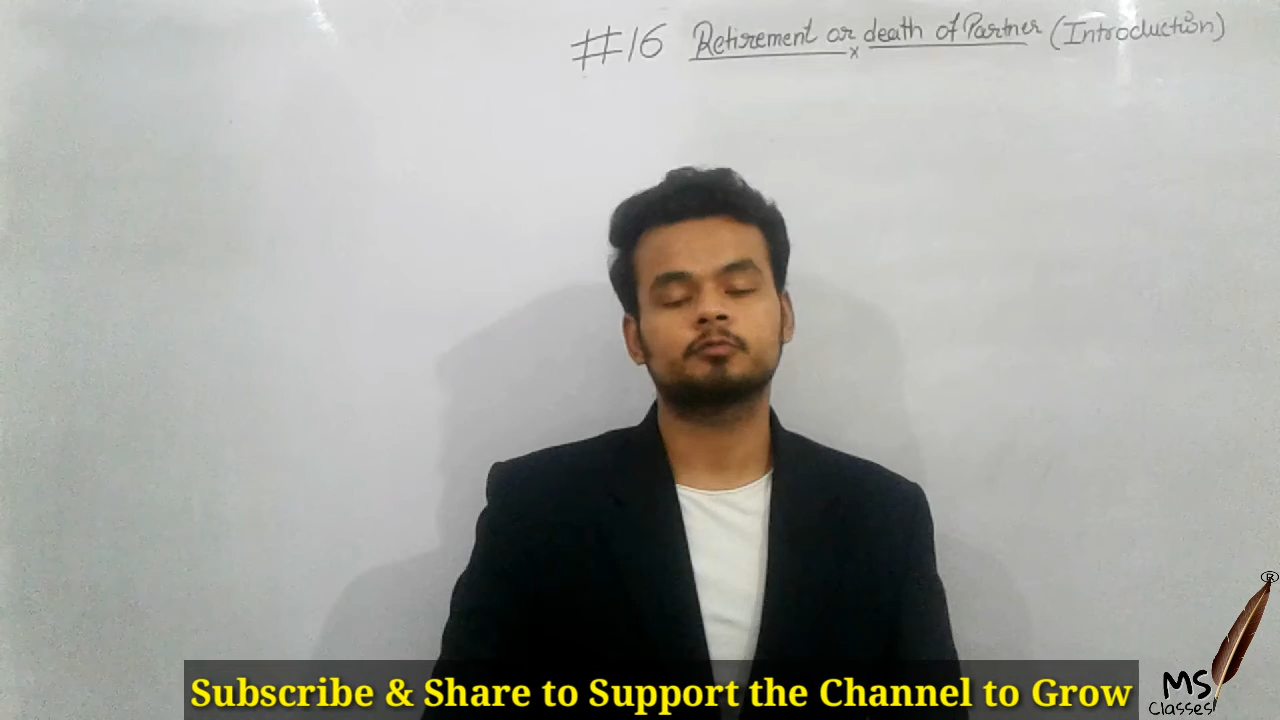 #16 Retirement or death of Partner (Introduction)
x
Subscribe & Share to Support the Channel to Grow
®
MS
Classes